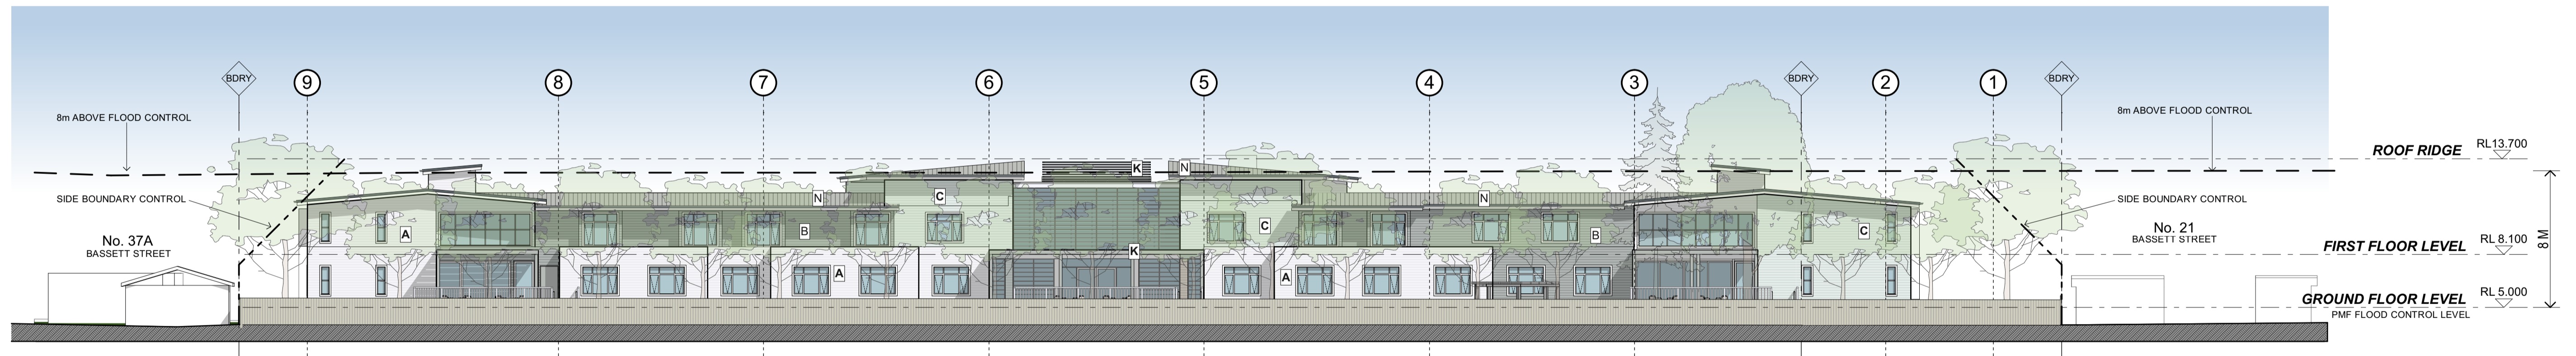 BDRY
9
8
7
6
5
4
3
BDRY
2
1
BDRY
8m ABOVE FLOOD CONTROL
8m ABOVE FLOOD CONTROL
ROOF RIDGE
RL13.700
K
N
N
C
N
SIDE BOUNDARY CONTROL
SIDE BOUNDARY CONTROL
No. 37A
BASSETT STREET
A
B
C
B
C
No. 21
BASSETT STREET
FIRST FLOOR LEVEL
RL 8.100
8 M
K
A
A
GROUND FLOOR LEVEL
RL 5.000
PMF FLOOD CONTROL LEVEL